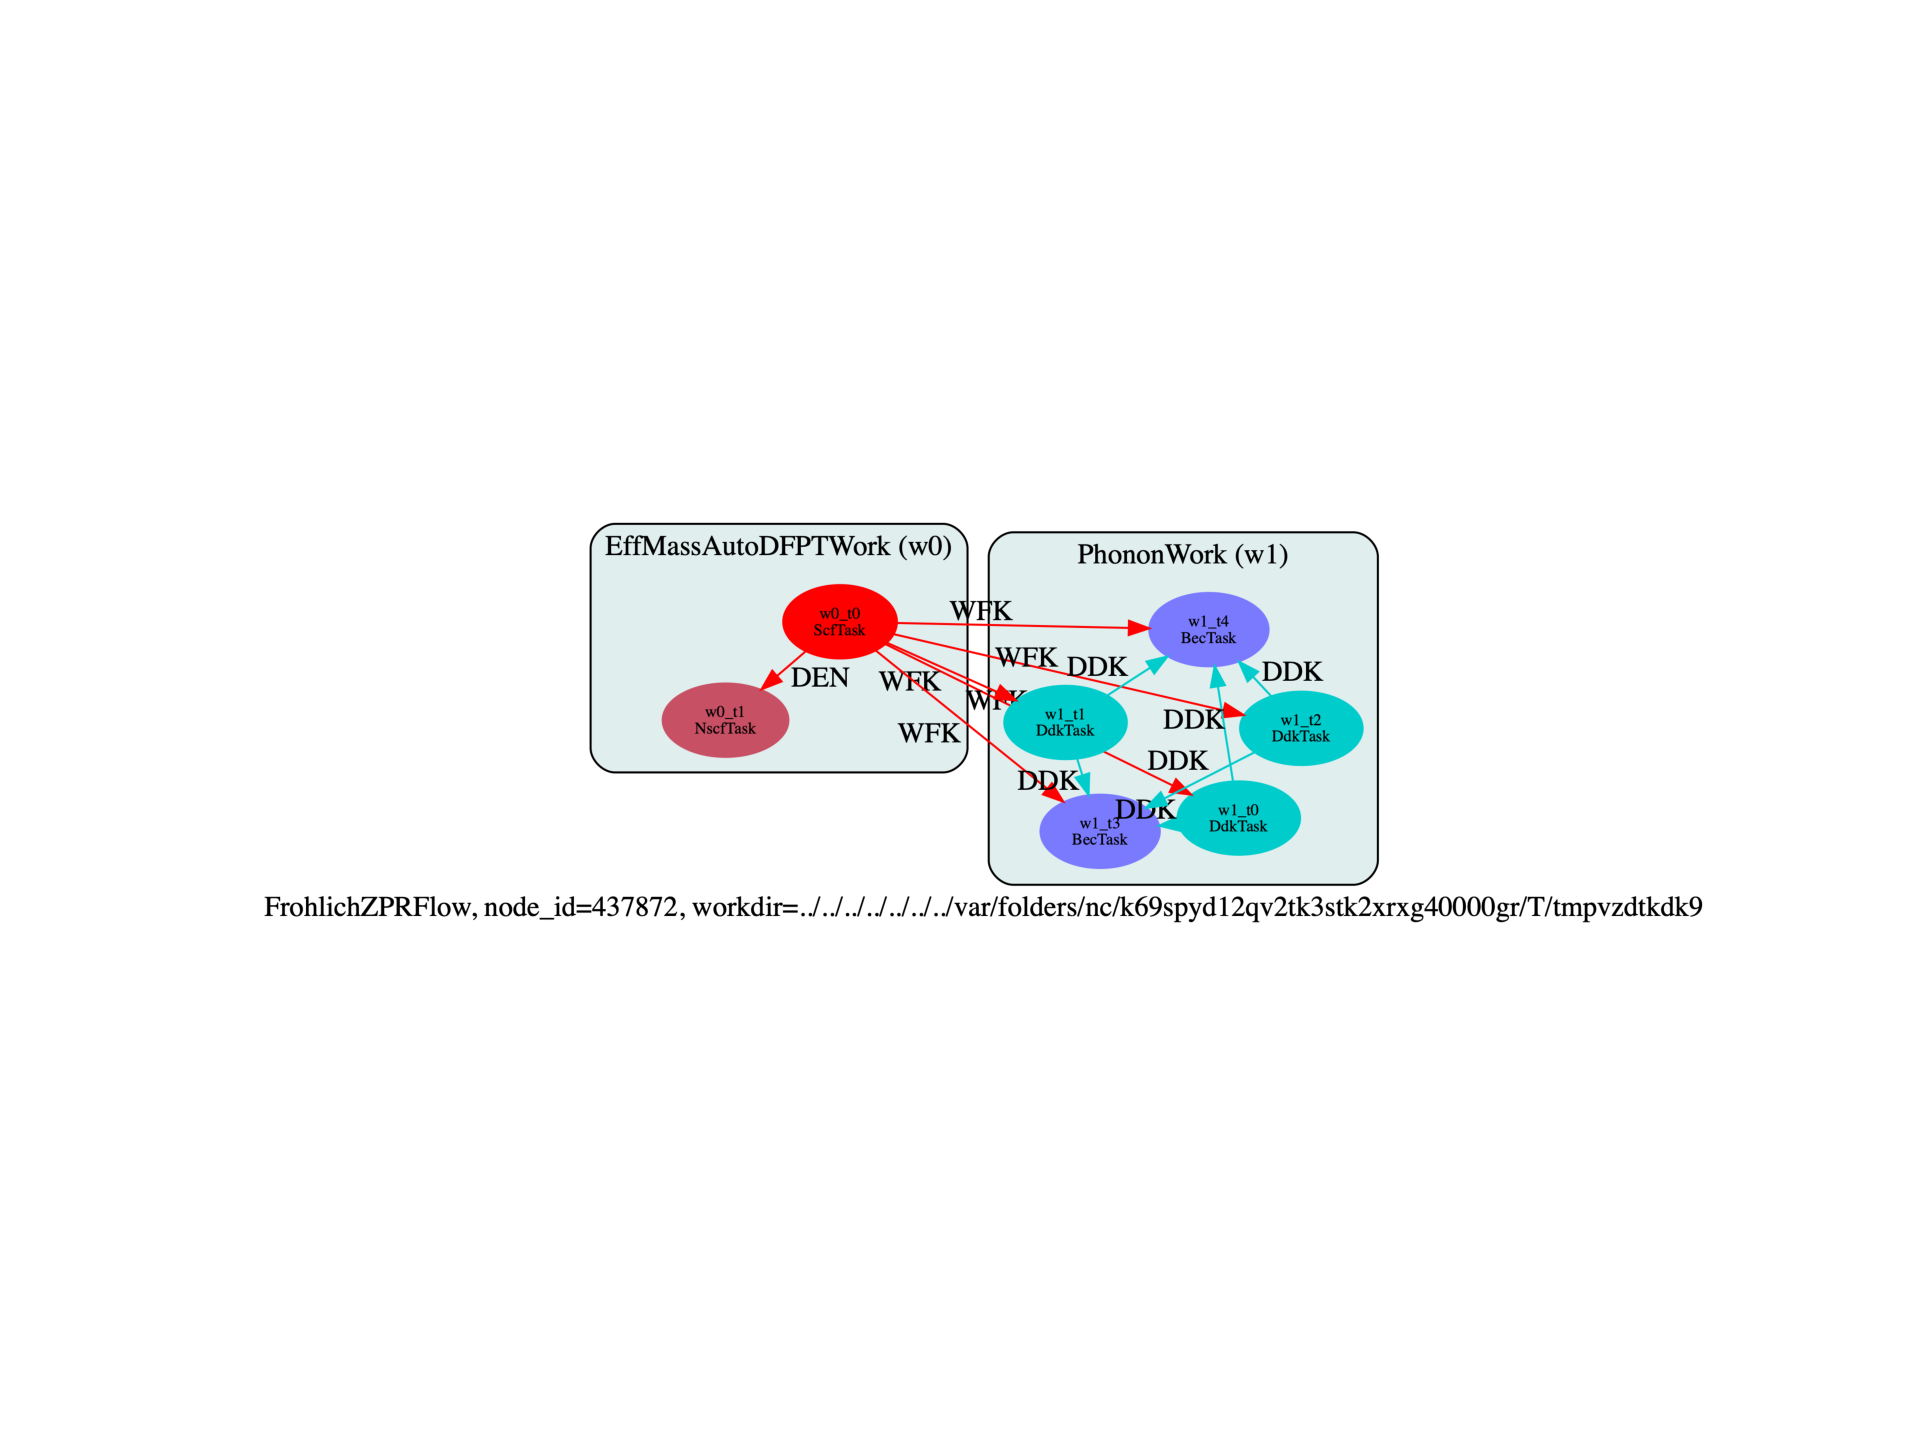 EffMassAutoDFPTWork (w0)
PhononWork (w1)
w0_t0
ScfTask
WFK
w1_t4
BecTask
DEN
WFK
WFK
DDK
DDK
WFK
w0_t1
NscfTask
w1_t1
DdkTask
DDK
w1_t2
DdkTask
WFK
DDK
DDK
DDK
w1_t3
BecTask
w1_t0
DdkTask
FrohlichZPRFlow, node_id=437872, workdir=../../../../../../../var/folders/nc/k69spyd12qv2tk3stk2xrxg40000gr/T/tmpvzdtkdk9